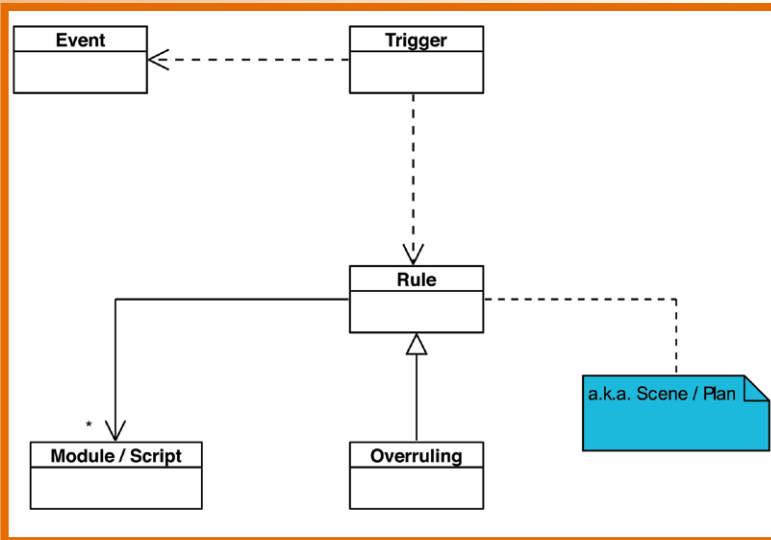 Event
Trigger
Rule
a.k.a. Scene / Plan
*
Module / Script
Overruling